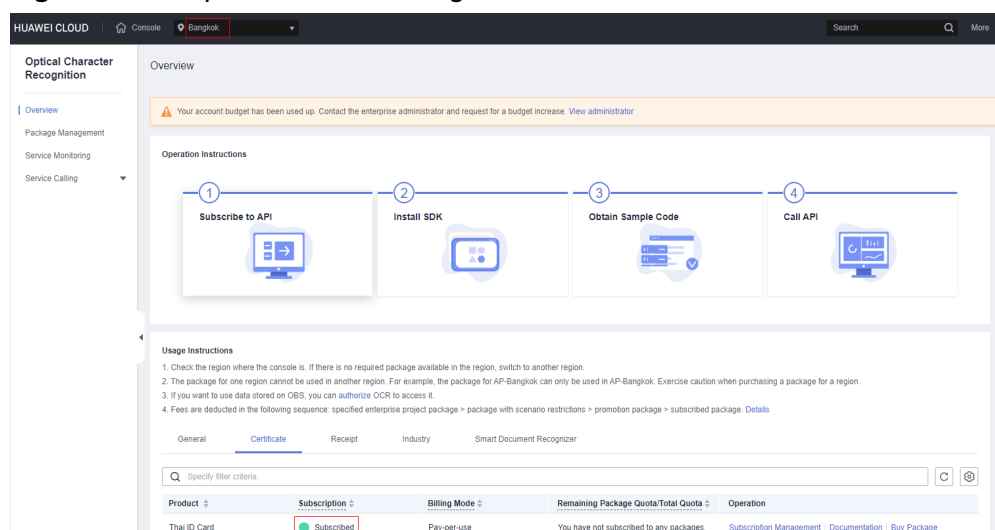 HUAWEI CLOUD
Console
Bangkok
Search
More
Optical Character Recognition
Overview
Package Management
Service Monitoring
Service Calling
Overview
Your account budget has been used up. Contact the enterprise administrator and request for a budget increase. View administrator
Operation Instructions
1
Subscribe to API
2
Install SDK
3
Obtain Sample Code
4
Call API
Usage Instructions
1. Check the region where the console is. If there is no required package available in the region, switch to another region.
2. The package for one region cannot be used in another region. For example, the package for AP-Bangkok can only be used in AP-Bangkok. Exercise caution when purchasing a package for a region.
3. If you want to use data stored on OBS, you can authorize OCR to access it.
4. Fees are deducted in the following sequence: specified enterprise project package > package with scenario restrictions > promotion package > subscribed package. Details
General Certificate Receipt Industry Smart Document Recognizer
Specify filter criteria.
Product Subscription Billing Mode Remaining Package Quota/Total Quota Operation
Thai ID Card Subscribed Pay-per-use You have not subscribed to any packages. Subscription Management Documentation Buy Package